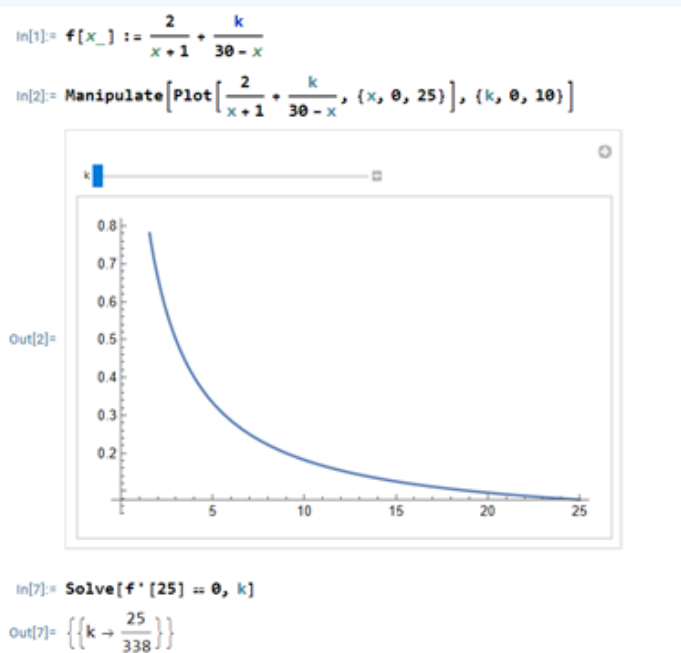 In[1]:= f[x_] := 2/(x + 1) + k/(30 - x)
In[2]:= Manipulate[Plot[2/(x + 1) + k/(30 - x), {x, 0, 25}], {k, 0, 10}]
k
0.8
0.7
0.6
Out[2]= 0.5
0.4
0.3
0.2
5 10 15 20 25
In[7]:= Solve[f'[25] == 0, k]
Out[7]= {{k → 25/338}}